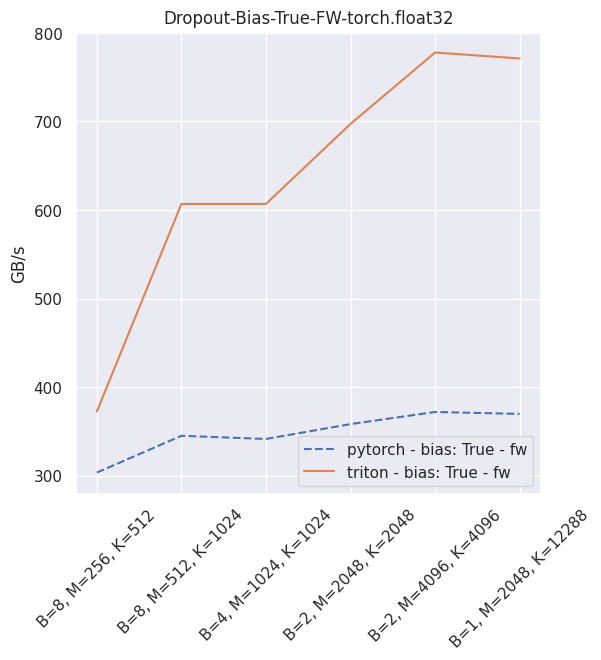 Dropout-Bias-True-FW-torch.float32
GB/s
800
700
600
500
400
300
pytorch - bias: True - fw
triton - bias: True - fw
B=8, M=256, K=512
B=8, M=512, K=1024
B=4, M=1024, K=1024
B=2, M=2048, K=2048
B=2, M=4096, K=4096
B=1, M=2048, K=12288